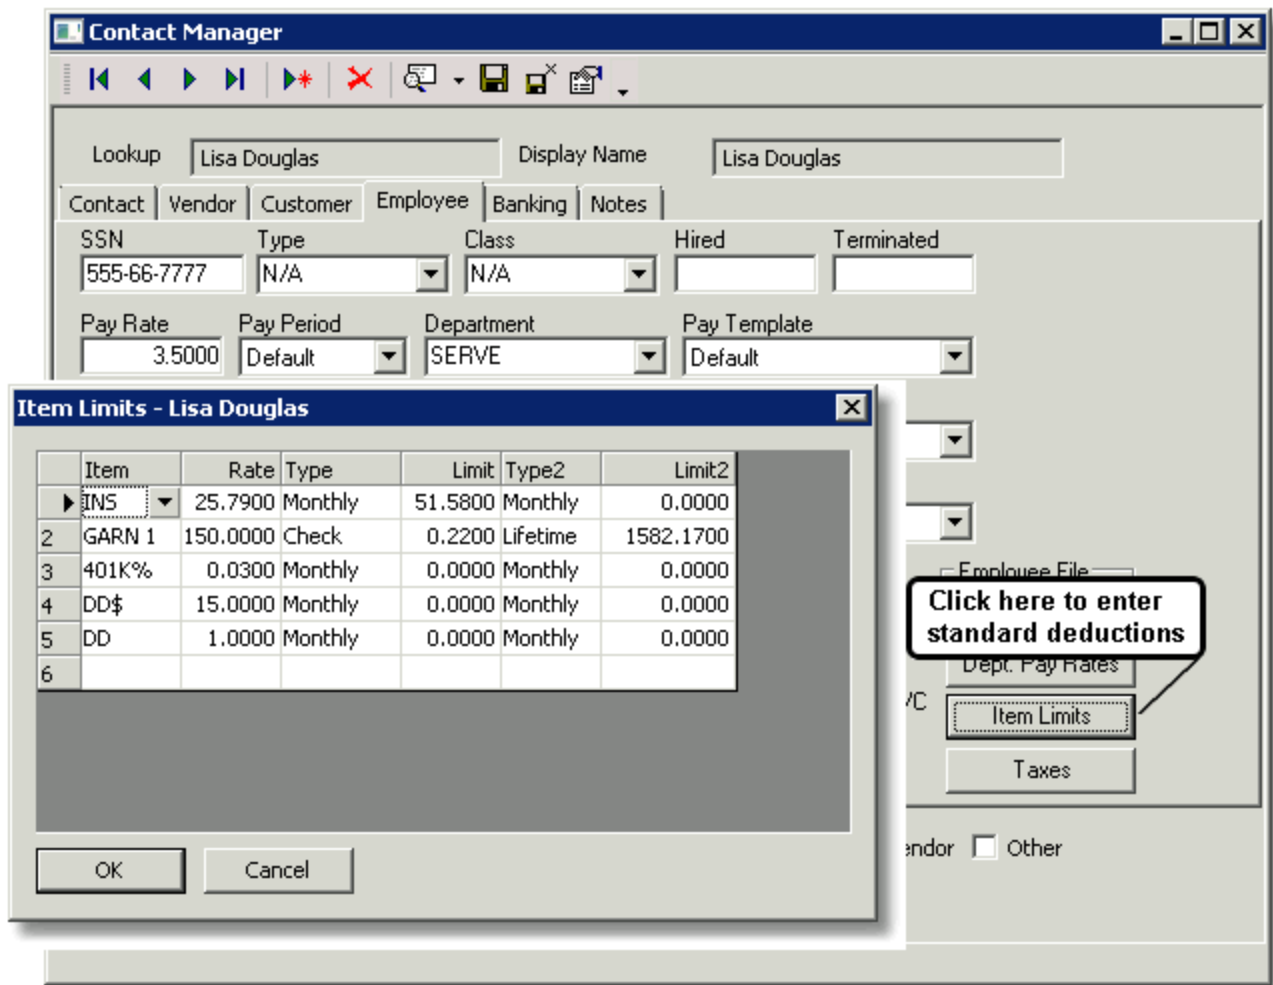 Contact Manager
Lookup Lisa Douglas Display Name Lisa Douglas
Contact Vendor Customer Employee Banking Notes
SSN Type Class Hired Terminated
555-66-7777 N/A N/A
Pay Rate Pay Period Department Pay Template
3.5000 Default SERVE Default
Item Limits - Lisa Douglas
Item Rate Type Limit Type2 Limit2
INS 25.7900 Monthly 51.5800 Monthly 0.0000
2 GARN 1 150.0000 Check 0.2200 Lifetime 1582.1700
3 401K% 0.0300 Monthly 0.0000 Monthly 0.0000
4 DD$ 15.0000 Monthly 0.0000 Monthly 0.0000
5 DD 1.0000 Monthly 0.0000 Monthly 0.0000
6
OK Cancel
Employee File
Click here to enter
standard deductions
Dept. Pay Rates
Item Limits
Taxes
Other